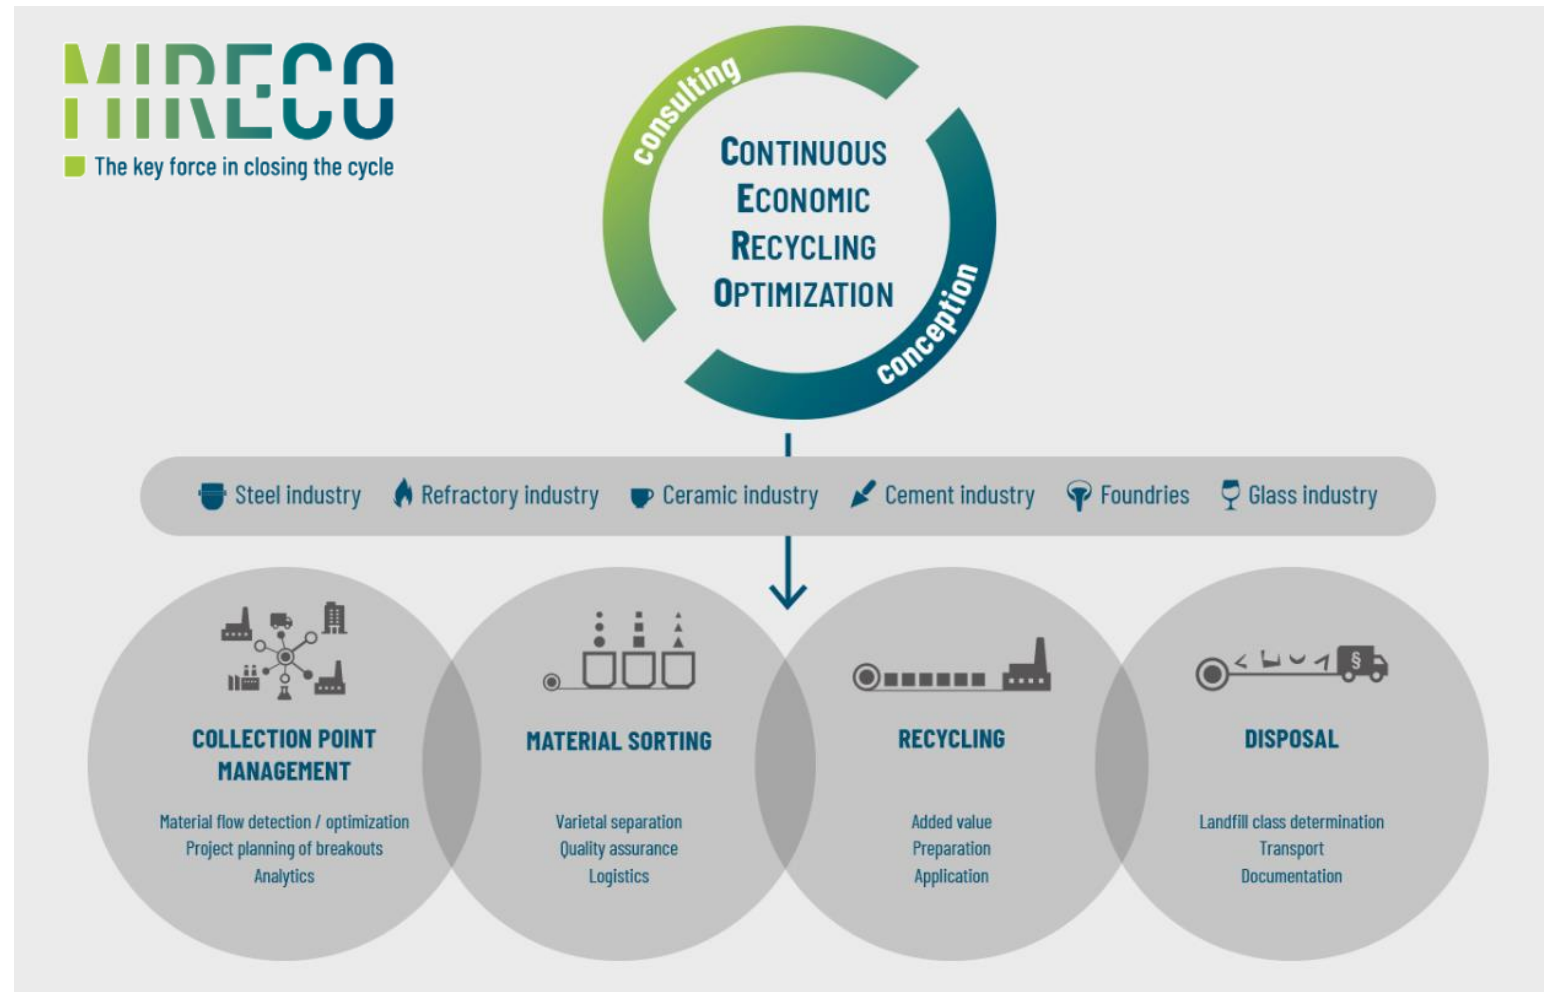 MIRECO
The key force in closing the cycle
consulting
CONTINUOUS
ECONOMIC
RECYCLING
OPTIMIZATION
conception
Steel industry
Refractory industry
Ceramic industry
Cement industry
Foundries
Glass industry
COLLECTION POINT
MANAGEMENT
Material flow detection / optimization
Project planning of breakouts
Analytics
MATERIAL SORTING
Varietal separation
Quality assurance
Logistics
RECYCLING
Added value
Preparation
Application
§
DISPOSAL
Landfill class determination
Transport
Documentation